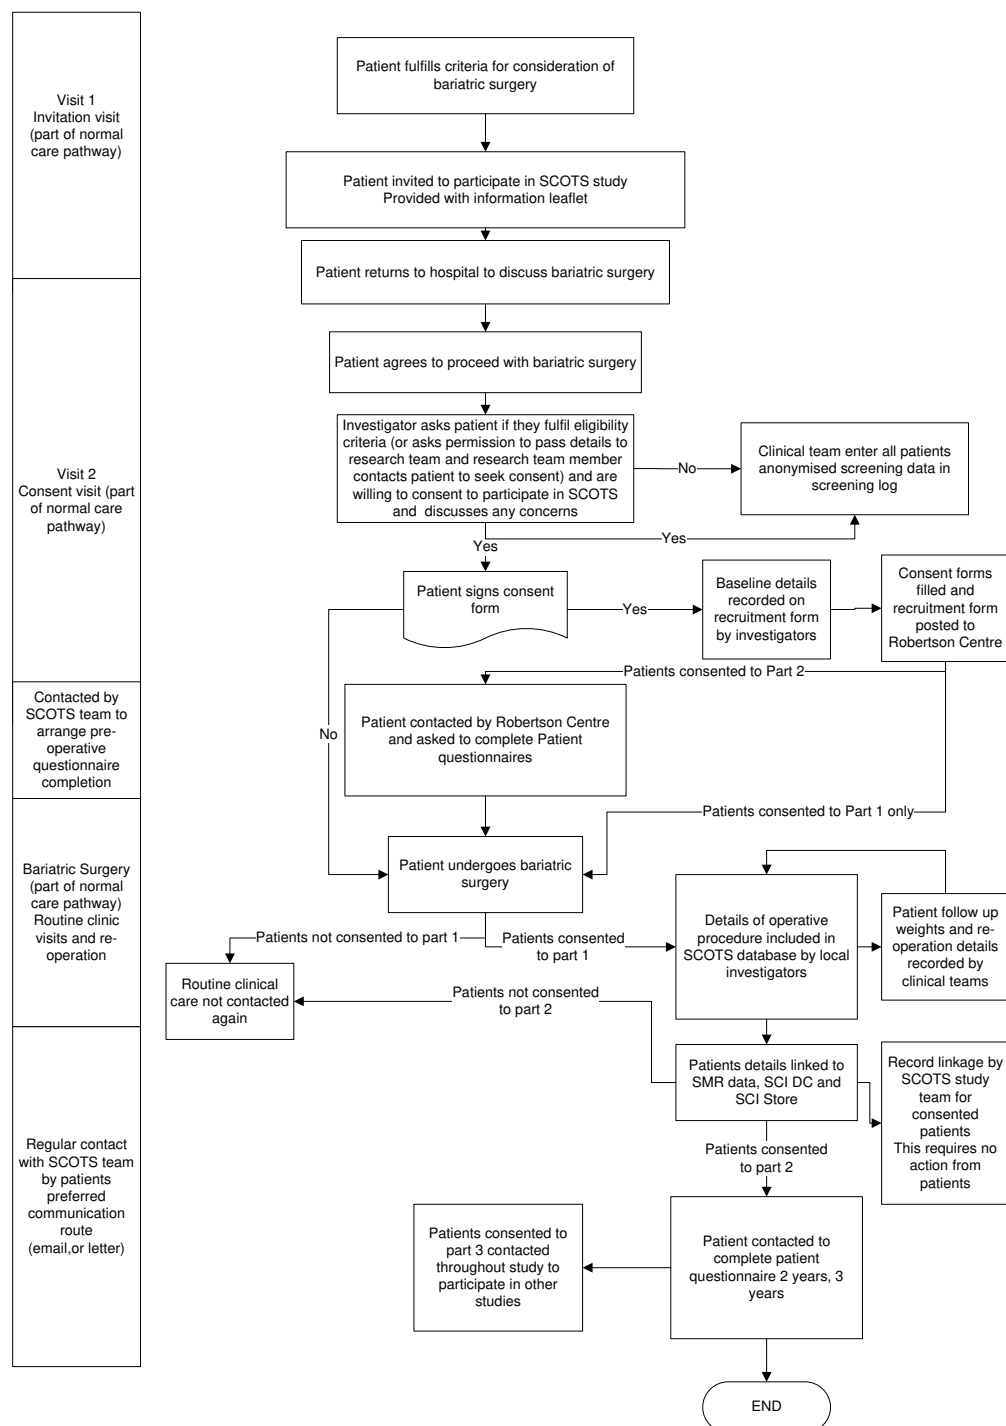 Visit 1
Invitation visit
(part of normal
care pathway)
Patient fulfills criteria for consideration of
bariatric surgery
Patient invited to participate in SCOTS study
Provided with information leaflet
Patient returns to hospital to discuss bariatric surgery
Visit 2
Consent visit (part
of normal care
pathway)
Patient agrees to proceed with bariatric surgery
Investigator asks patient if they fulfil eligibility
criteria (or asks permission to pass details to
research team and research team member
contacts patient to seek consent) and are
willing to consent to participate in SCOTS
and discusses any concerns
No
Clinical team enter all patients
anonymised screening data in
screening log
Yes
Yes
Patient signs consent
form
Yes
Baseline details
recorded on
recruitment form
by investigators
Consent forms
filled and
recruitment form
posted to
Robertson Centre
Patients consented to Part 2
Contacted by
SCOTS team to
arrange pre-
operative
questionnaire
completion
No
Patient contacted by Robertson Centre
and asked to complete Patient
questionnaires
Patients consented to Part 1 only
Bariatric Surgery
(part of normal
care pathway)
Routine clinic
visits and re-
operation
Patient undergoes bariatric
surgery
Patients not consented to part 1
Patients consented
to part 1
Details of operative
procedure included in
SCOTS database by local
investigators
Patient follow up
weights and re-
operation details
recorded by
clinical teams
Routine clinical
care not contacted
again
Patients not consented
to part 2
Patients details linked to
SMR data, SCI DC and
SCI Store
Record linkage by
SCOTS study
team for
consented
patients
This requires no
action from
patients
Patients consented
to part 2
Regular contact
with SCOTS team
by patients
preferred
communication
route
(email,or letter)
Patients consented to
part 3 contacted
throughout study to
participate in other
studies
Patient contacted to
complete patient
questionnaire 2 years, 3
years
END